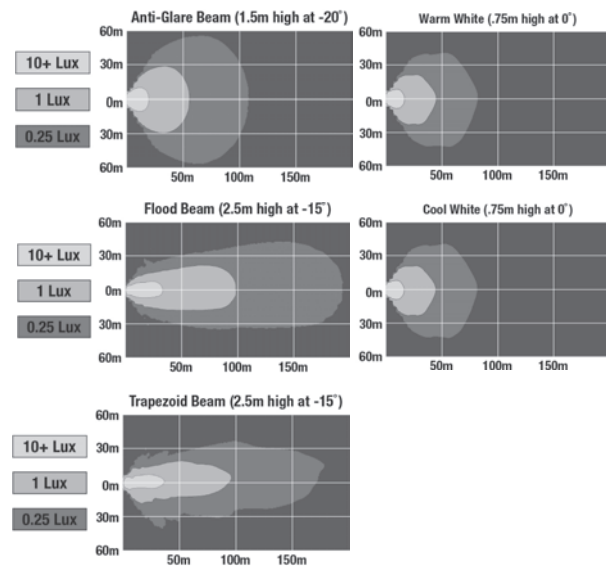 Anti-Glare Beam (1.5m high at -20˚)
60m
10+ Lux
30m
1 Lux
0m
0.25 Lux
30m
60m
50m 100m 150m
Warm White (.75m high at 0˚)
60m
30m
0m
30m
60m
50m 100m 150m
Flood Beam (2.5m high at -15˚)
60m
10+ Lux
30m
1 Lux
0m
0.25 Lux
30m
60m
50m 100m 150m
Cool White (.75m high at 0˚)
60m
30m
0m
30m
60m
50m 100m 150m
Trapezoid Beam (2.5m high at -15˚)
60m
10+ Lux
30m
1 Lux
0m
0.25 Lux
30m
60m
50m 100m 150m